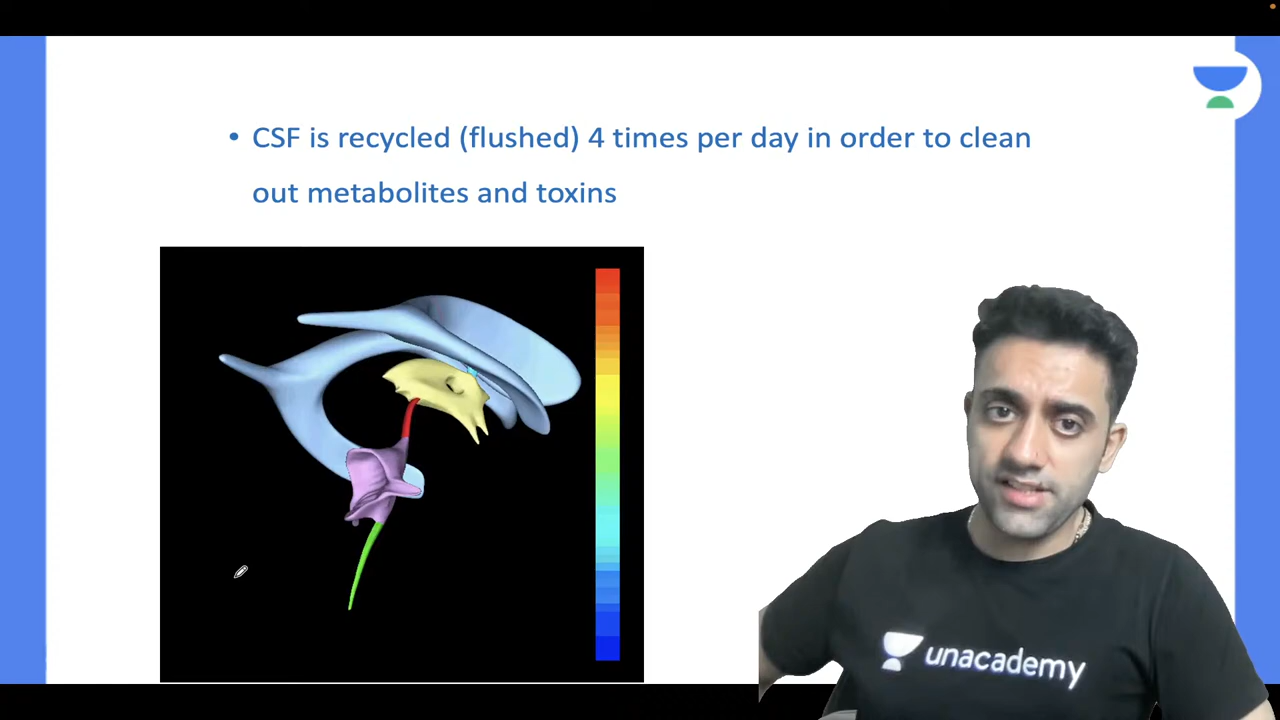 • CSF is recycled (flushed) 4 times per day in order to clean
out metabolites and toxins
unacademy